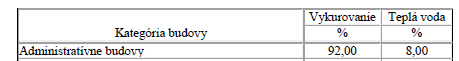 Vykurovanie Teplá voda
Kategória budovy % %
Administratívne budovy 92,00 8,00